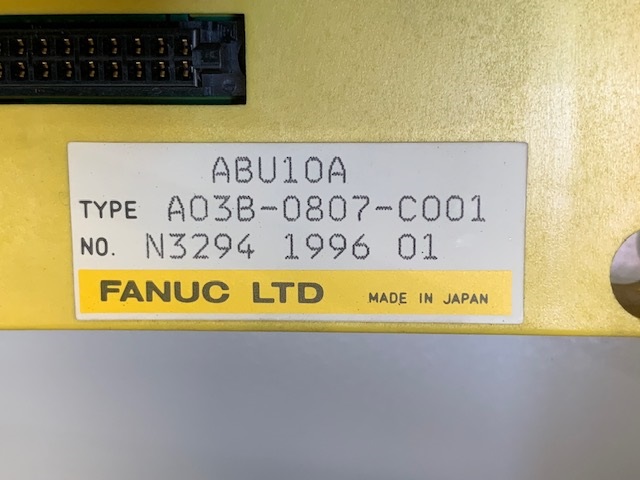 ABU10A
TYPE A03B-0807-C001
NO. N3294 1996 01
FANUC LTD MADE IN JAPAN